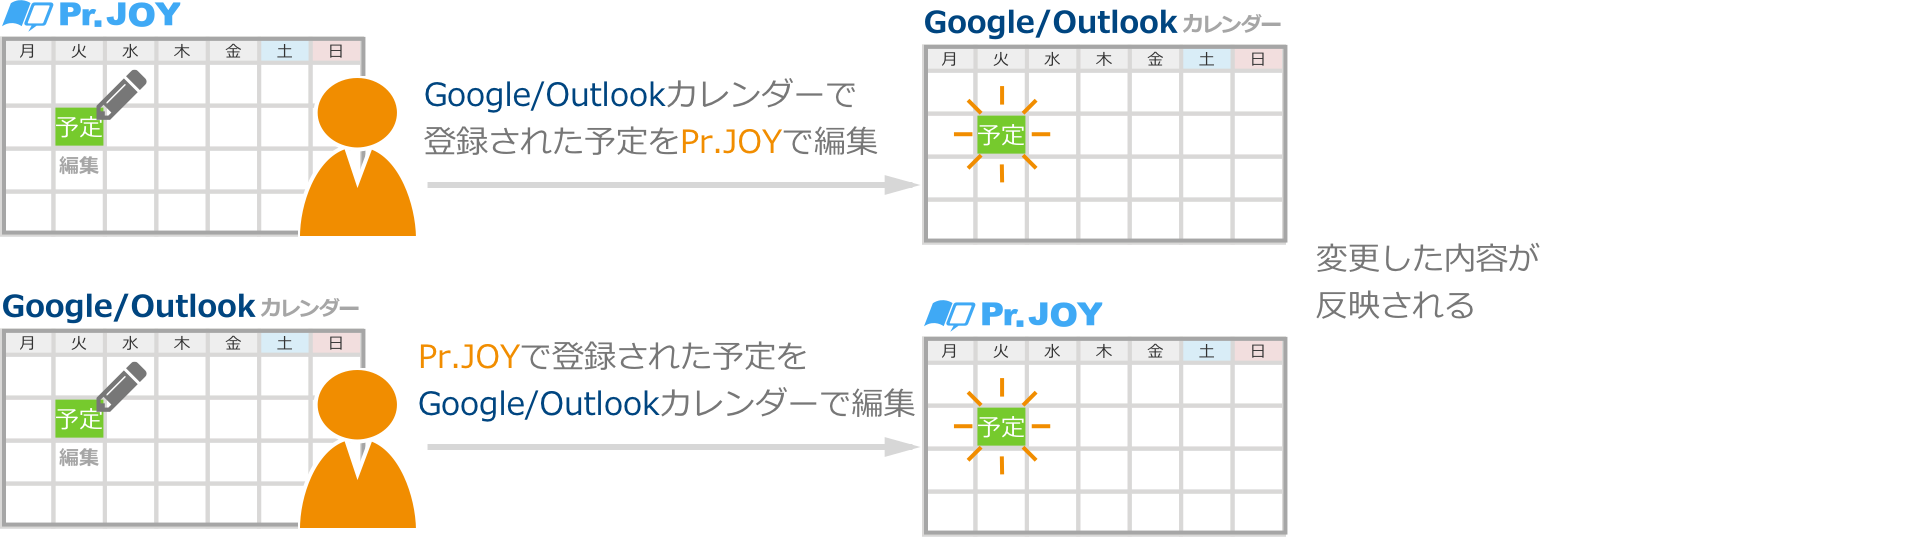 Pr.JOY
月 火 水 木 金 土 日
予定
編集
Google/Outlookカレンダーで
登録された予定をPr.JOYで編集
Google/Outlook カレンダー
月 火 水 木 金 土 日
予定
Google/Outlook カレンダー
月 火 水 木 金 土 日
予定
編集
Pr.JOYで登録された予定を
Google/Outlookカレンダーで編集
Pr.JOY
月 火 水 木 金 土 日
予定
変更した内容が
反映される